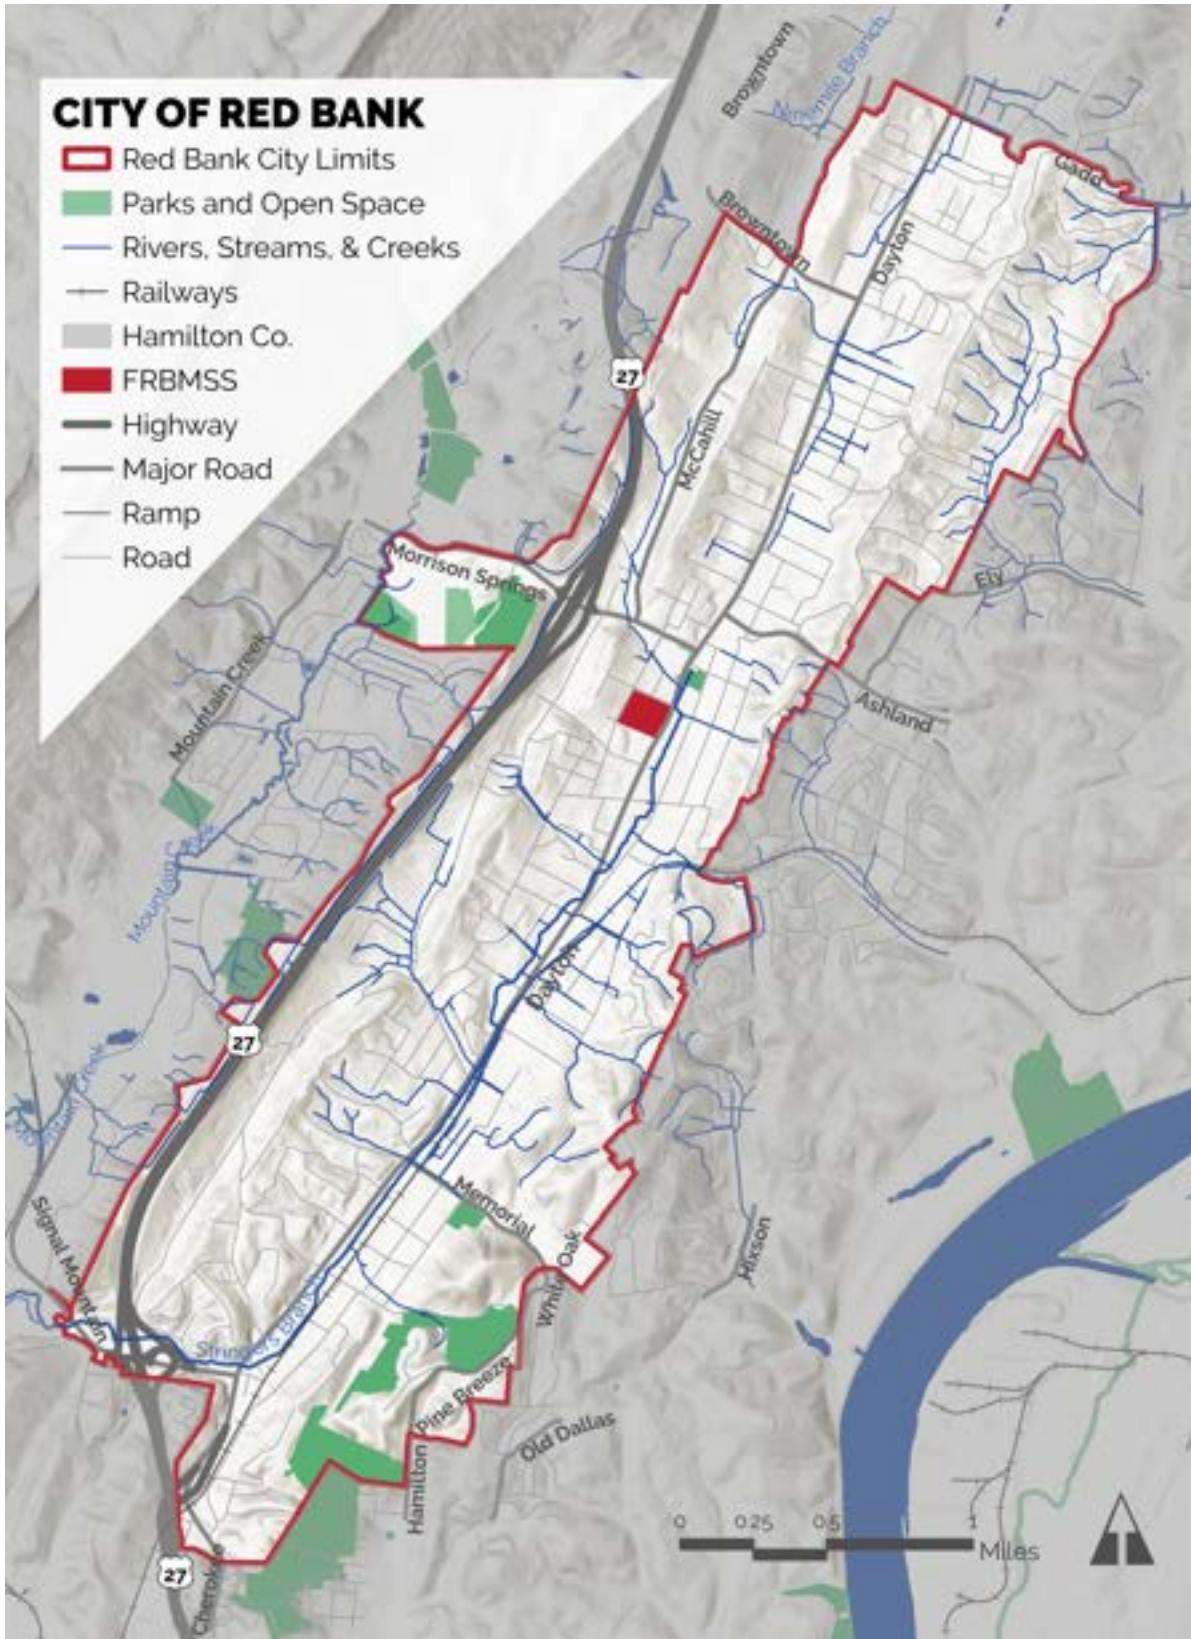 CITY OF RED BANK
Red Bank City Limits
Parks and Open Space
Rivers, Streams, & Creeks
Railways
Hamilton Co.
FRBMSS
Highway
Major Road
Ramp
Road
Browntown
Ninemile Branch
Gadd
Browntown
Dayton
27
McCahill
Morrison Springs
Ely
Mountain Creek
Ashland
Mountain
Dayton
27
Creek
Signal Mountain
Memorial
White Oak
Hixson
Stringers Branch
Pine Breeze
Old Dallas
Hamilton
0 0.25 0.5 1
Miles
27
Cherokee